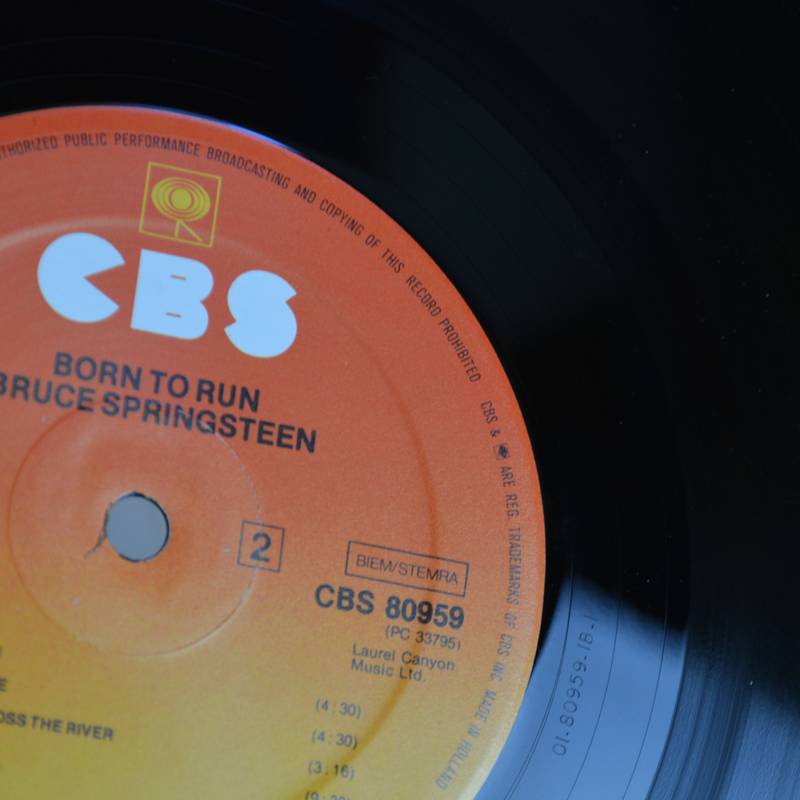 AUTHORIZED PUBLIC PERFORMANCE BROADCASTING AND COPYING OF THIS RECORD PROHIBITED CBS & ARE REG. TRADEMARKS OF CBS INC. MADE IN HOLLAND
CBS
BORN TO RUN
BRUCE SPRINGSTEEN
2
BIEM/STEMRA
CBS 80959
(PC 33795)
Laurel Canyon
Music Ltd.
(4:30)
E
(4:30)
OSS THE RIVER
(3:16)
01-80959-1B-1